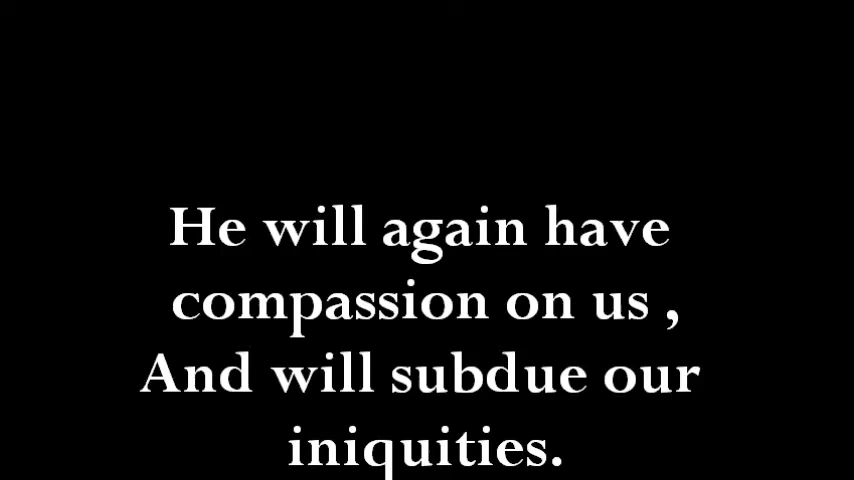 He will again have
compassion on us ,
And will subdue our
iniquities.